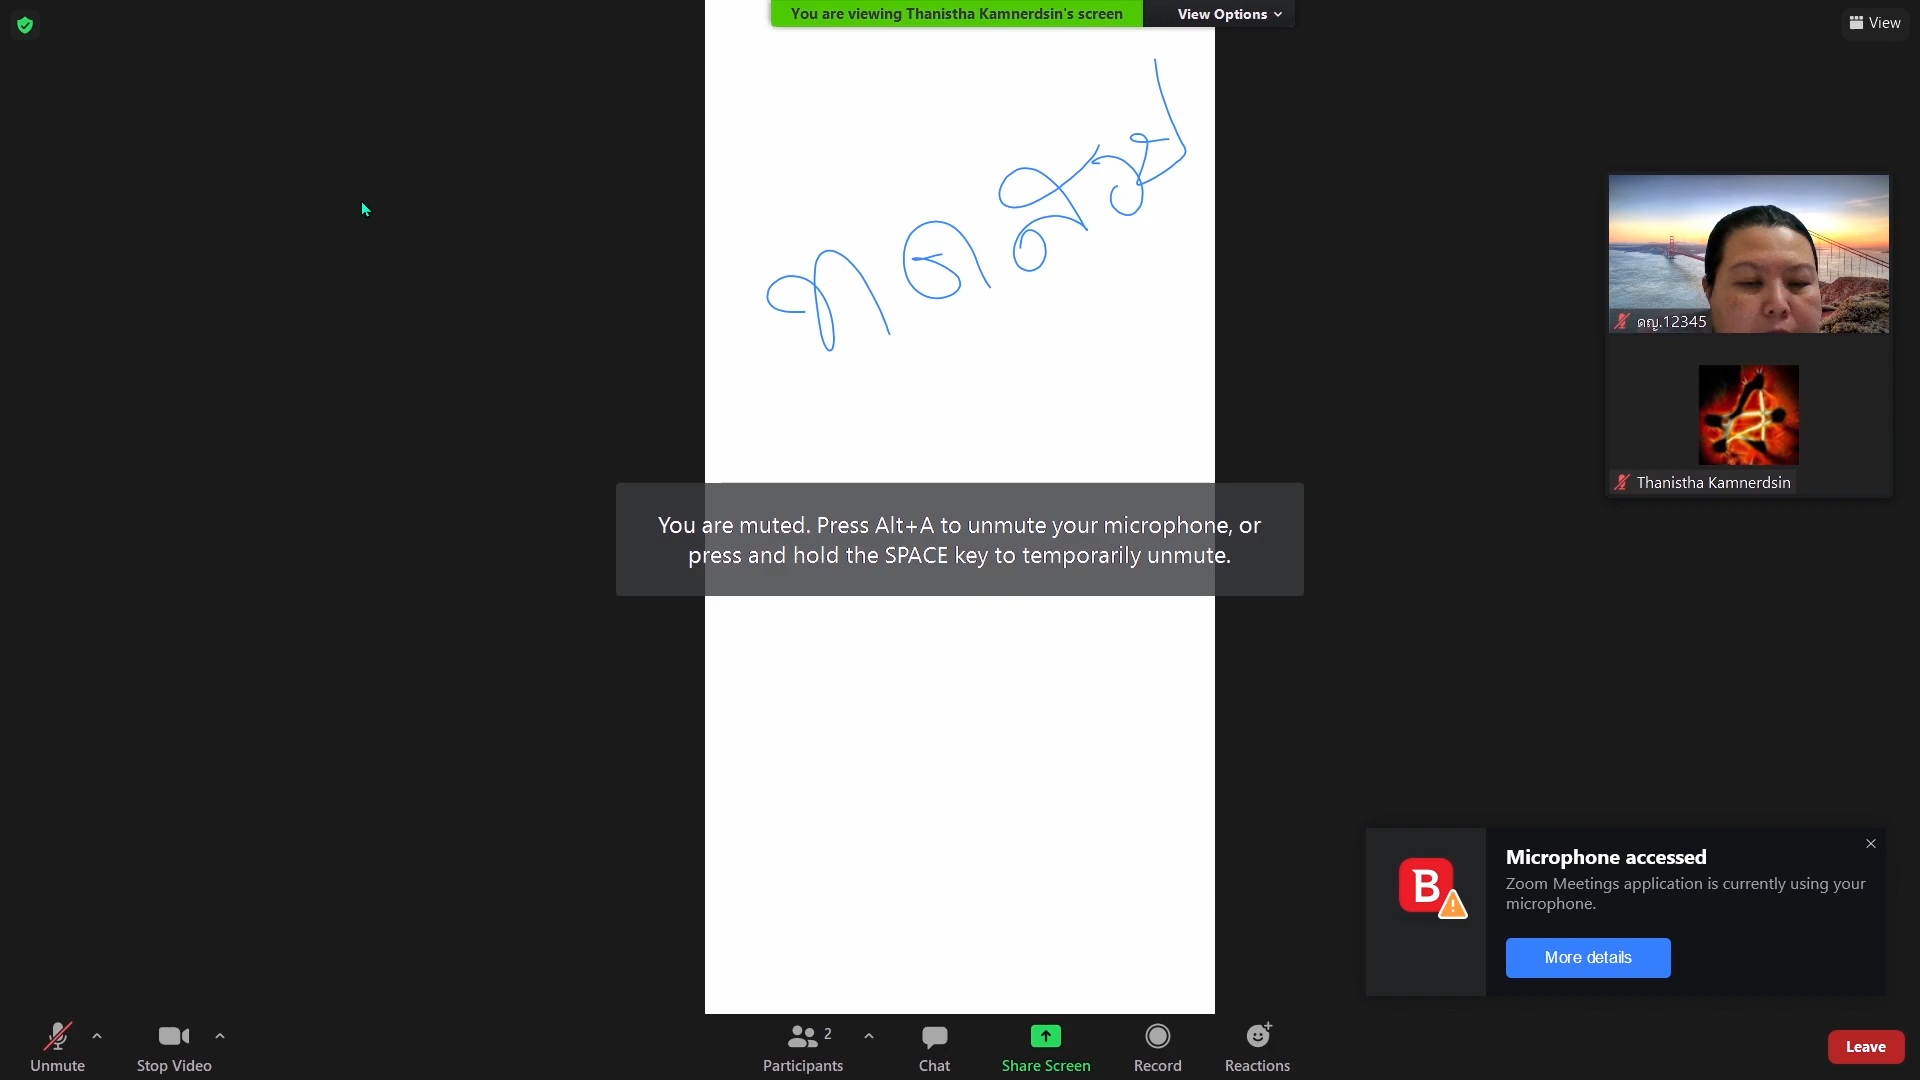 You are viewing Thanistha Kamnerdsin's screen View Options
View
ดญ.12345
Thanistha Kamnerdsin
You are muted. Press Alt+A to unmute your microphone, or
press and hold the SPACE key to temporarily unmute.
Microphone accessed
Zoom Meetings application is currently using your
microphone.
More details
Unmute Stop Video Participants 2 Chat Share Screen Record Reactions Leave